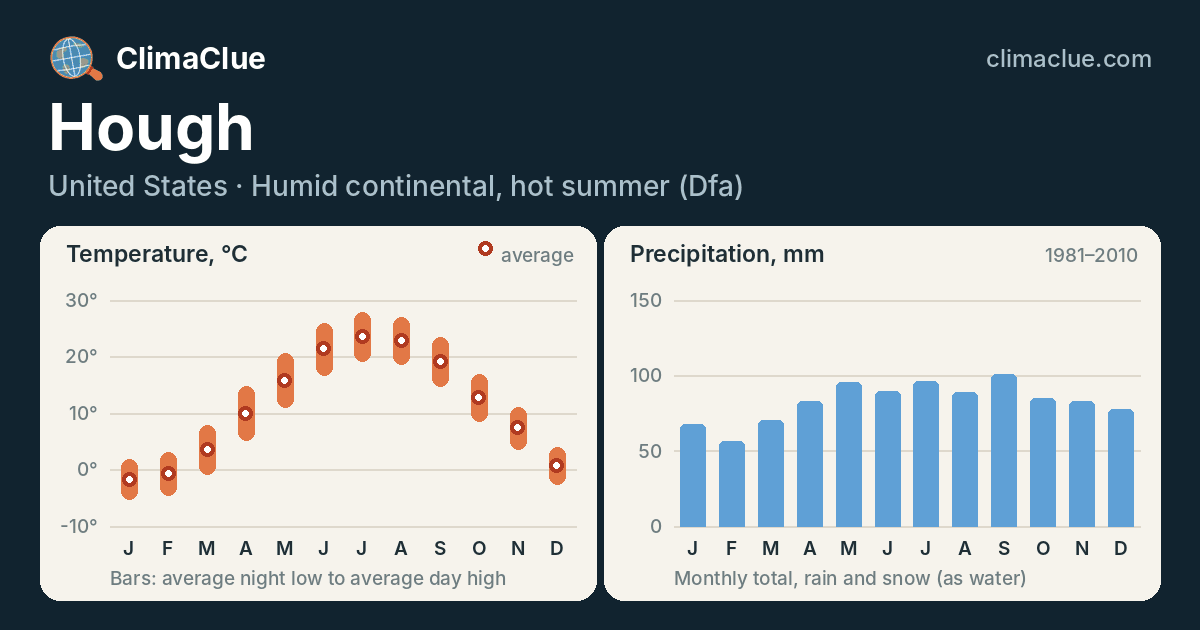 ClimaClue
climaclue.com
Hough
United States · Humid continental, hot summer (Dfa)
Temperature, °C
average
30°
20°
10°
0°
-10°
J F M A M J J A S O N D
Bars: average night low to average day high
Precipitation, mm
1981–2010
150
100
50
0
J F M A M J J A S O N D
Monthly total, rain and snow (as water)